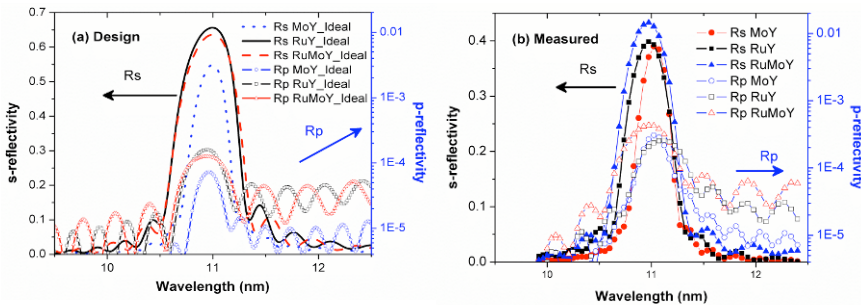 (a) Design
Rs MoY_Ideal
Rs RuY_Ideal
Rs RuMoY_Ideal
Rp MoY_Ideal
Rp RuY_Ideal
Rp RuMoY_Ideal
Rs
Rp
s-reflectivity
0.7
0.6
0.5
0.4
0.3
0.2
0.1
0.0
10
11
12
Wavelength (nm)
0.01
1E-3
1E-4
1E-5
p-reflectivity
(b) Measured
Rs MoY
Rs RuY
Rs RuMoY
Rp MoY
Rp RuY
Rp RuMoY
Rs
Rp
s-reflectivity
0.4
0.3
0.2
0.1
0.0
10
11
12
Wavelength (nm)
0.01
1E-3
1E-4
1E-5
p-reflectivity